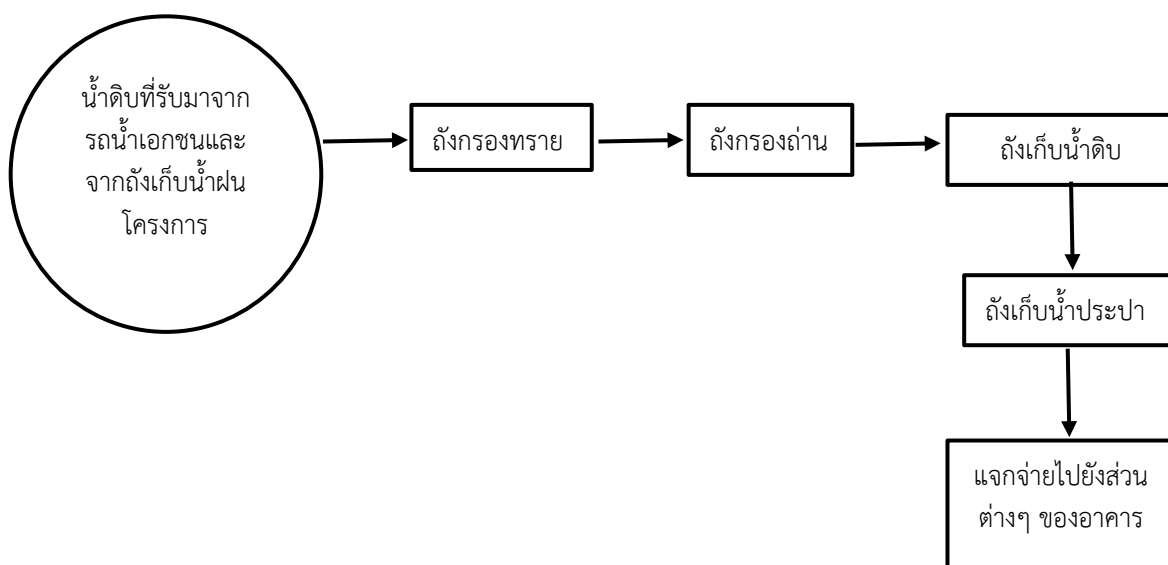 น้ำดิบที่รับมาจาก
รถน้ำเอกชนและ
จากถังเก็บน้ำฝน
โครงการ
ถังกรองทราย
ถังกรองถ่าน
ถังเก็บน้ำดิบ
ถังเก็บน้ำประปา
แจกจ่ายไปยังส่วน
ต่างๆ ของอาคาร